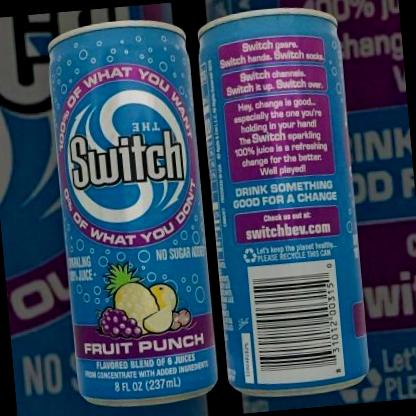 100% OF WHAT YOU WANT
THE
Switch
0% OF WHAT YOU DON'T
NO SUGAR ADDED
SPARKLING
100% JUICE
FRUIT PUNCH
FLAVORED BLEND OF 6 JUICES
FROM CONCENTRATE WITH ADDED INGREDIENTS
8 FL OZ (237mL)
Switch gears.
Switch hands. Switch socks.
Switch channels.
Switch it up. Switch over.
Hey, change is good...
especially the one you're
holding in your hand!
The Switch sparkling
100% juice is a refreshing
change for the better.
Well played!
DRINK SOMETHING
GOOD FOR A CHANGE
Check us out at:
switchbev.com
Let's keep the planet healthy...
PLEASE RECYCLE THIS CAN
8 31012 00315 0